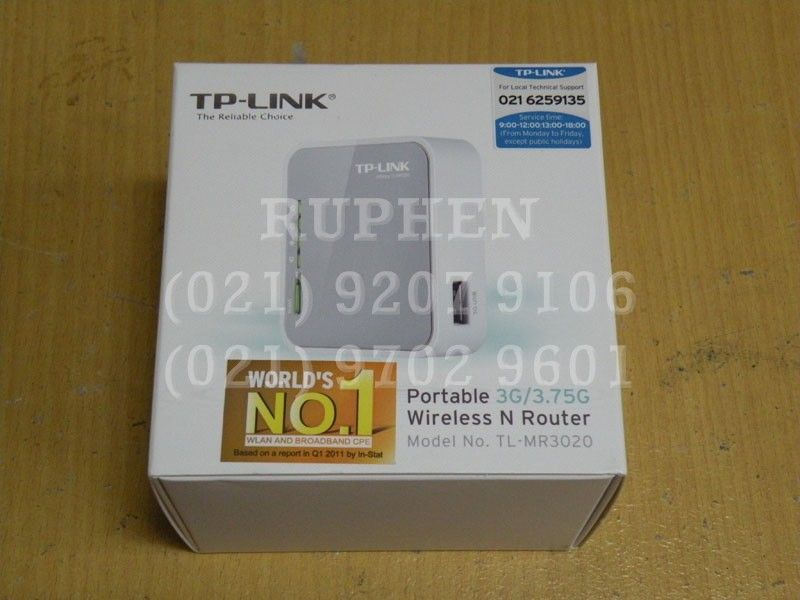 TP-LINK®
The Reliable Choice
TP-LINK®
For Local Technical Support
021 6259135
Service time:
9:00-12:00;13:00-18:00
(From Monday to Friday,
except public holidays)
TP-LINK
RUPHEN
(021) 9207 9106
(021) 9702 9601
WORLD'S
NO.1
WLAN AND BROADBAND CPE
Based on a report in Q1 2011 by In-Stat
Portable 3G/3.75G
Wireless N Router
Model No. TL-MR3020